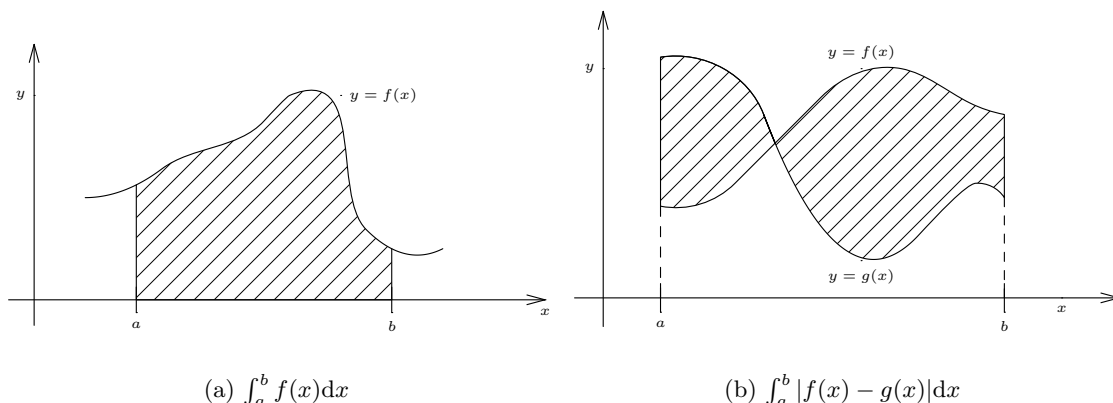 y
y = f(x)
x
a
b
(a) ∫_a^b f(x)dx
y
y = f(x)
y = g(x)
x
a
b
(b) ∫_a^b |f(x) − g(x)|dx